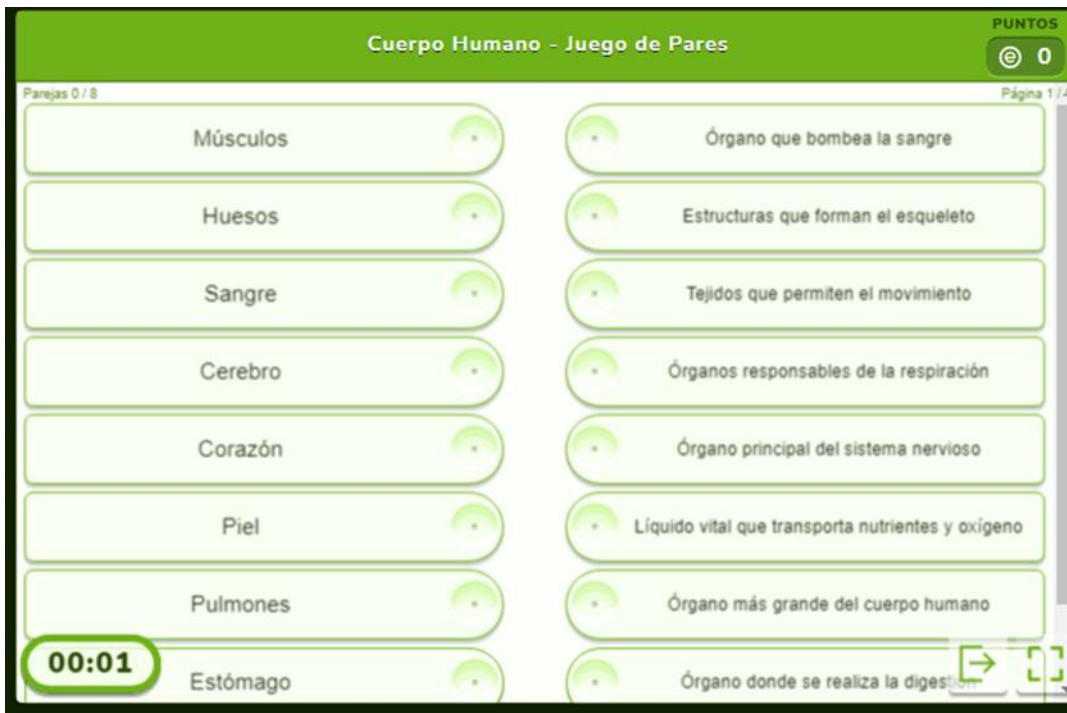 PUNTOS
Cuerpo Humano - Juego de Pares
0
Parejas 0 / 8
Página 1 /
Músculos
Órgano que bombea la sangre
Huesos
Estructuras que forman el esqueleto
Sangre
Tejidos que permiten el movimiento
Cerebro
Órganos responsables de la respiración
Corazón
Órgano principal del sistema nervioso
Piel
Líquido vital que transporta nutrientes y oxígeno
Pulmones
Órgano más grande del cuerpo humano
00:01
Estómago
Órgano donde se realiza la digestión